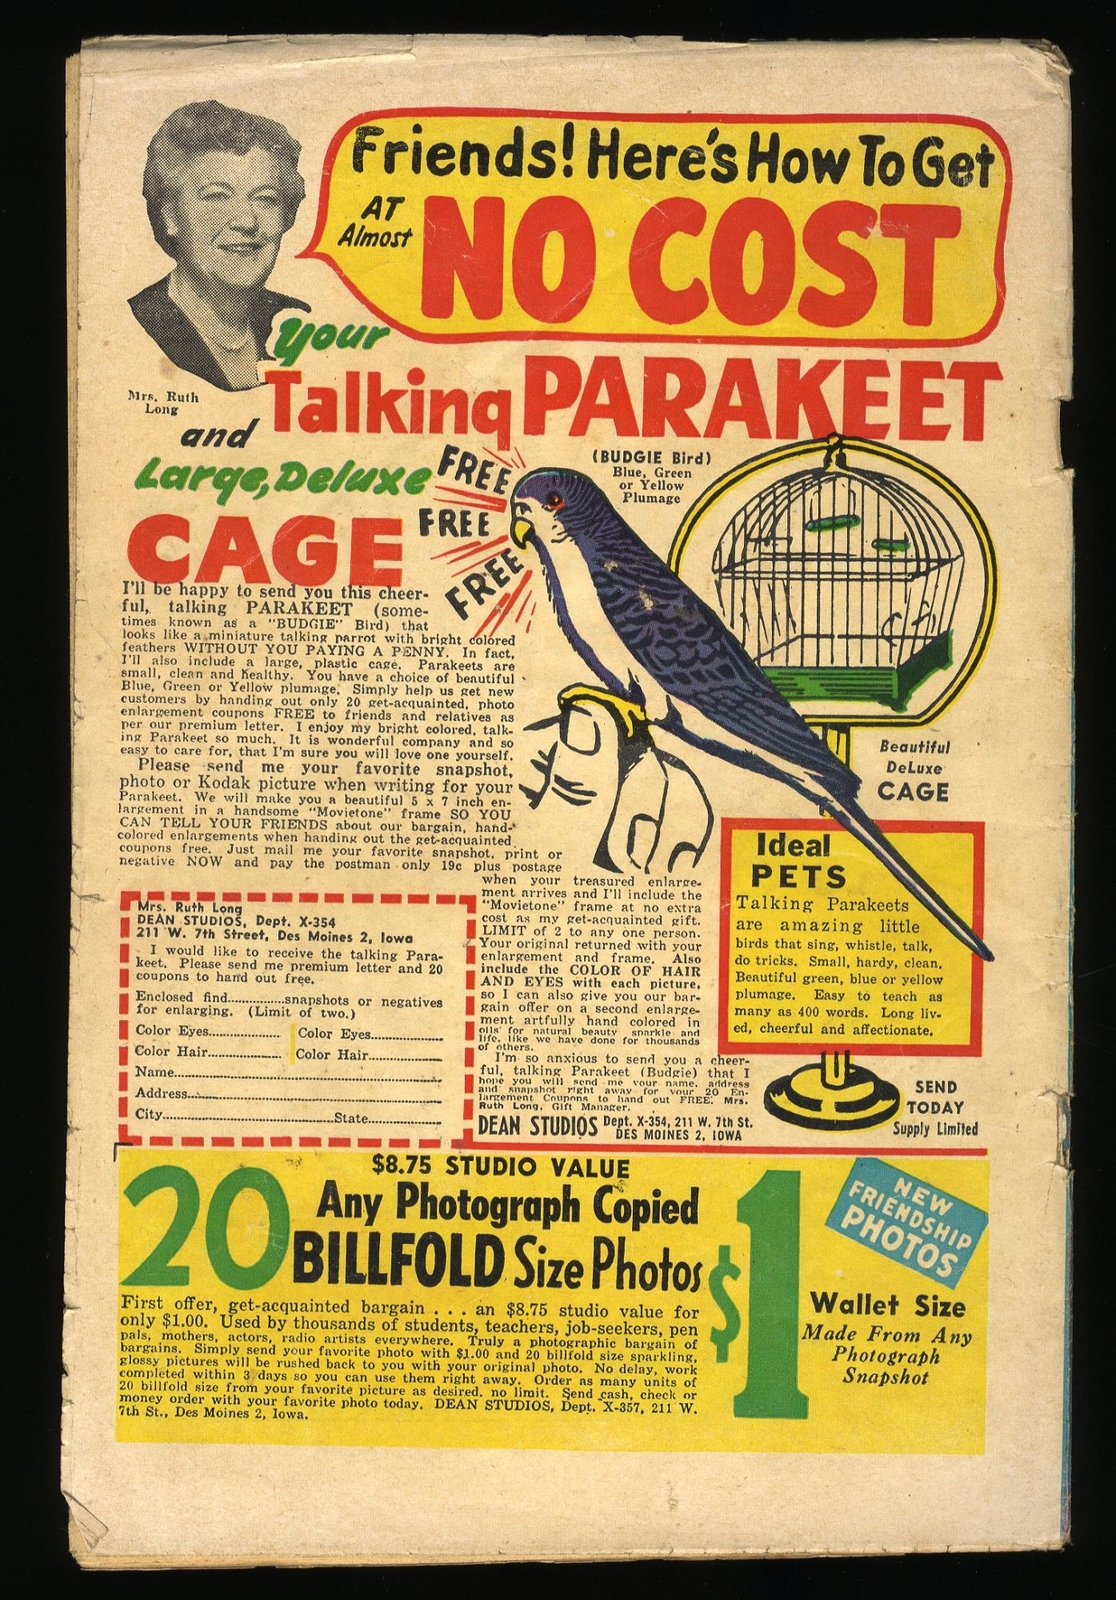 Friends! Here's How To Get
AT
Almost
NO COST
Your
Talking PARAKEET
Mrs. Ruth
Long
and
Large, Deluxe
CAGE
FREE
FREE
FREE
(BUDGIE Bird)
Blue, Green
or Yellow
Plumage
I'll be happy to send you this cheer-
ful, talking PARAKEET (some-
times known as a "BUDGIE" Bird) that
looks like a miniature talking parrot with bright colored
feathers WITHOUT YOU PAYING A PENNY. In fact,
I'll also include a large, plastic cage. Parakeets are
small, clean and healthy. You have a choice of beautiful
Blue, Green or Yellow plumage. Simply help us get new
customers by handing out only 20 get-acquainted, photo
enlargement coupons FREE to friends and relatives as
per our premium letter. I enjoy my bright colored, talk-
ing Parakeet so much. It is wonderful company and so
easy to care for, that I'm sure you will love one yourself.
Please send me your favorite snapshot,
photo or Kodak picture when writing for your
Parakeet. We will make you a beautiful 5 x 7 inch en-
largement in a handsome "Movietone" frame SO YOU
CAN TELL YOUR FRIENDS about our bargain, hand-
colored enlargements when handing out the get-acquainted
coupons free. Just mail me your favorite snapshot, print or
negative NOW and pay the postman only 19c plus postage
when your treasured enlarge-
ment arrives and I'll include the
"Movietone" frame at no extra
cost as my get-acquainted gift.
LIMIT of 2 to any one person.
Your original returned with your
enlargement and frame. Also
include the COLOR OF HAIR
AND EYES with each picture,
so I can also give you our bar-
gain offer on a second enlarge-
ment artfully hand colored in
oils for natural beauty sparkle and
life, like we have done for thousands
of others.
I'm so anxious to send you a cheer-
ful, talking Parakeet (Budgie) that I
hope you will send me your name, address
and snapshot right away for your 20 En-
largement Coupons to hand out FREE. Mrs.
Ruth Long, Gift Manager.
DEAN STUDIOS Dept. X-354, 211 W. 7th St.
DES MOINES 2, IOWA
Beautiful
DeLuxe
CAGE
Ideal
PETS
Talking Parakeets
are amazing little
birds that sing, whistle, talk,
do tricks. Small, hardy, clean.
Beautiful green, blue or yellow
plumage. Easy to teach as
many as 400 words. Long liv-
ed, cheerful and affectionate.
SEND
TODAY
Supply Limited
Mrs. Ruth Long
DEAN STUDIOS, Dept. X-354
211 W. 7th Street, Des Moines 2, Iowa
I would like to receive the talking Para-
keet. Please send me premium letter and 20
coupons to hand out free.
Enclosed find...............snapshots or negatives
for enlarging. (Limit of two.)
Color Eyes.................... Color Eyes....................
Color Hair.................... Color Hair....................
Name....................
Address....................
City....................State....................
$8.75 STUDIO VALUE
20 Any Photograph Copied
BILLFOLD Size Photos $1
NEW
FRIENDSHIP
PHOTOS
First offer, get-acquainted bargain . . . an $8.75 studio value for
only $1.00. Used by thousands of students, teachers, job-seekers, pen
pals, mothers, actors, radio artists everywhere. Truly a photographic bargain of
bargains. Simply send your favorite photo with $1.00 and 20 billfold size sparkling,
glossy pictures will be rushed back to you with your original photo. No delay, work
completed within 3 days so you can use them right away. Order as many units of
20 billfold size from your favorite picture as desired. no limit. Send cash, check or
money order with your favorite photo today. DEAN STUDIOS, Dept. X-357, 211 W.
7th St., Des Moines 2, Iowa.
Wallet Size
Made From Any
Photograph
Snapshot